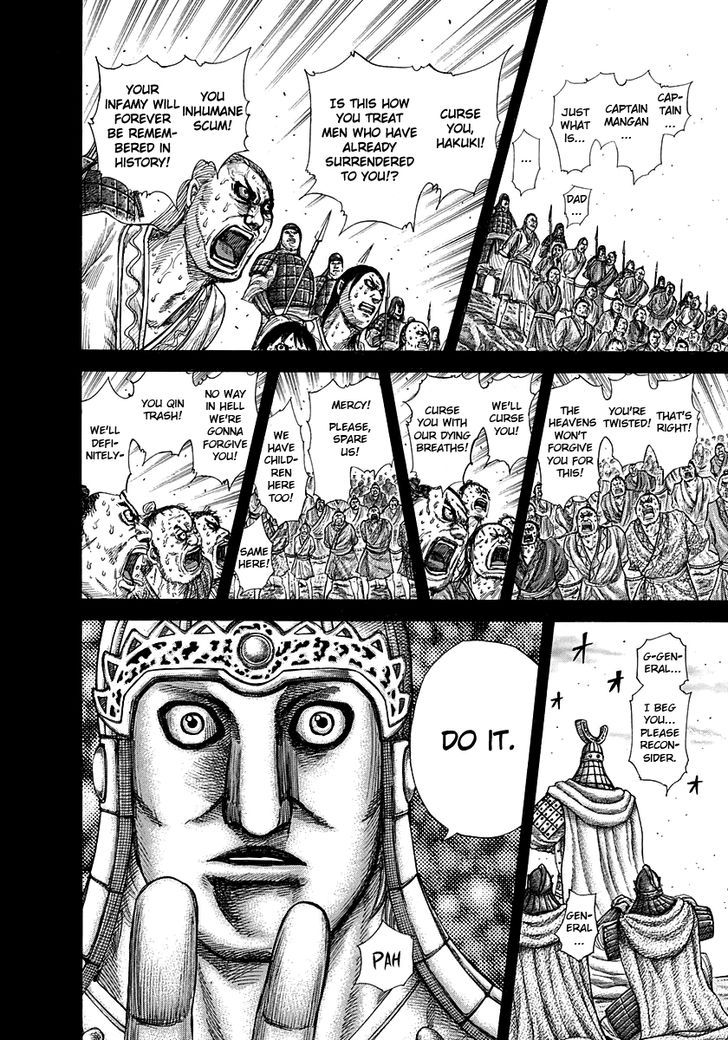 CAP-
TAIN...
CAPTAIN
MANGAN
...
JUST
WHAT
IS...
...
DAD
...
CURSE
YOU,
HAKUKI!
IS THIS HOW
YOU TREAT
MEN WHO HAVE
ALREADY
SURRENDERED
TO YOU!?
YOU
INHUMANE
SCUM!
YOUR
INFAMY WILL
FOREVER
BE REMEM-
BERED IN
HISTORY!
THAT'S
RIGHT!
YOU'RE
TWISTED!
THE
HEAVENS
WON'T
FORGIVE
YOU FOR
THIS!
WE'LL
CURSE
YOU!
CURSE
YOU WITH
OUR DYING
BREATHS!
MERCY!
PLEASE,
SPARE
US!
WE
HAVE
CHILD-
REN
HERE
TOO!
SAME
HERE!
NO WAY
IN HELL
WE'RE
GONNA
FORGIVE
YOU!
YOU QIN
TRASH!
WE'LL
DEFI-
NITELY-
G-GEN-
ERAL...
I BEG
YOU...
PLEASE
RECON-
SIDER.
GEN-
ERAL
...
DO IT.
PAH